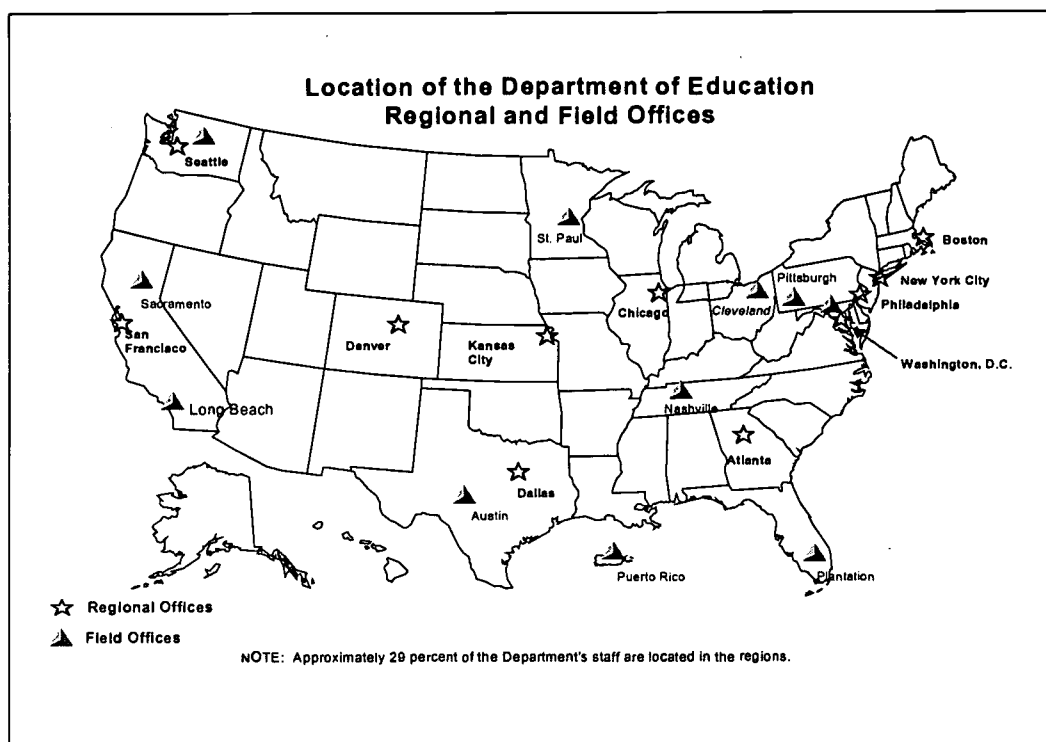 Location of the Department of Education
Regional and Field Offices
Seattle
St. Paul
Boston
Pittsburgh
New York City
Sacramento
Chicago
Cleveland
Philadelphia
San
Francisco
Denver
Kansas
City
Washington, D.C.
Long Beach
Nashville
Atlanta
Dallas
Austin
Puerto Rico
Plantation
Regional Offices
Field Offices
NOTE: Approximately 29 percent of the Department's staff are located in the regions.